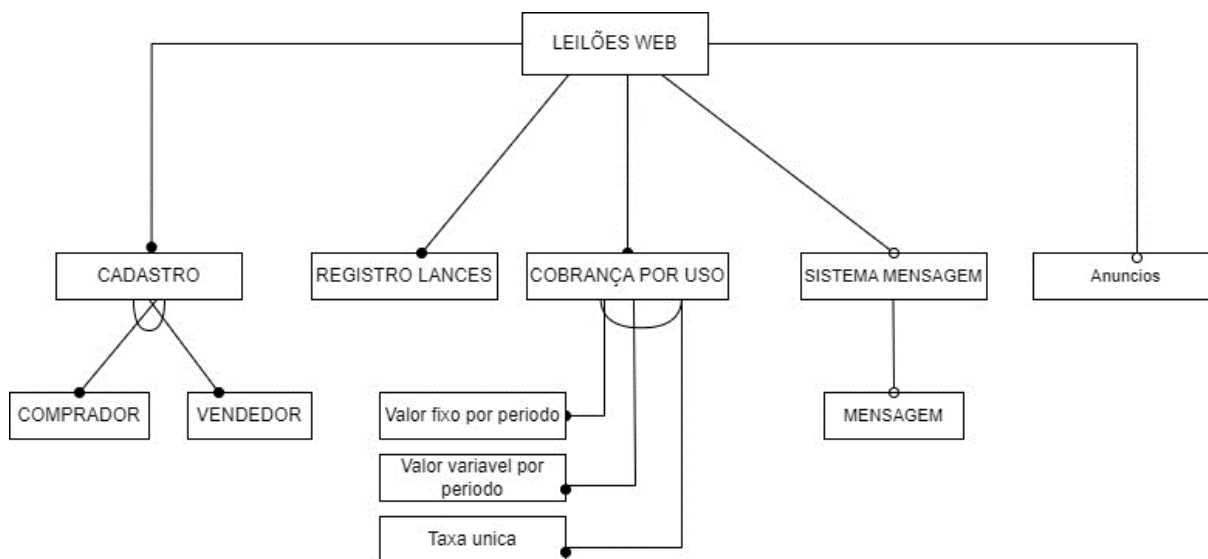 LEILÕES WEB
CADASTRO
REGISTRO LANCES
COBRANÇA POR USO
SISTEMA MENSAGEM
Anuncios
COMPRADOR
VENDEDOR
Valor fixo por periodo
MENSAGEM
Valor variavel por
periodo
Taxa unica